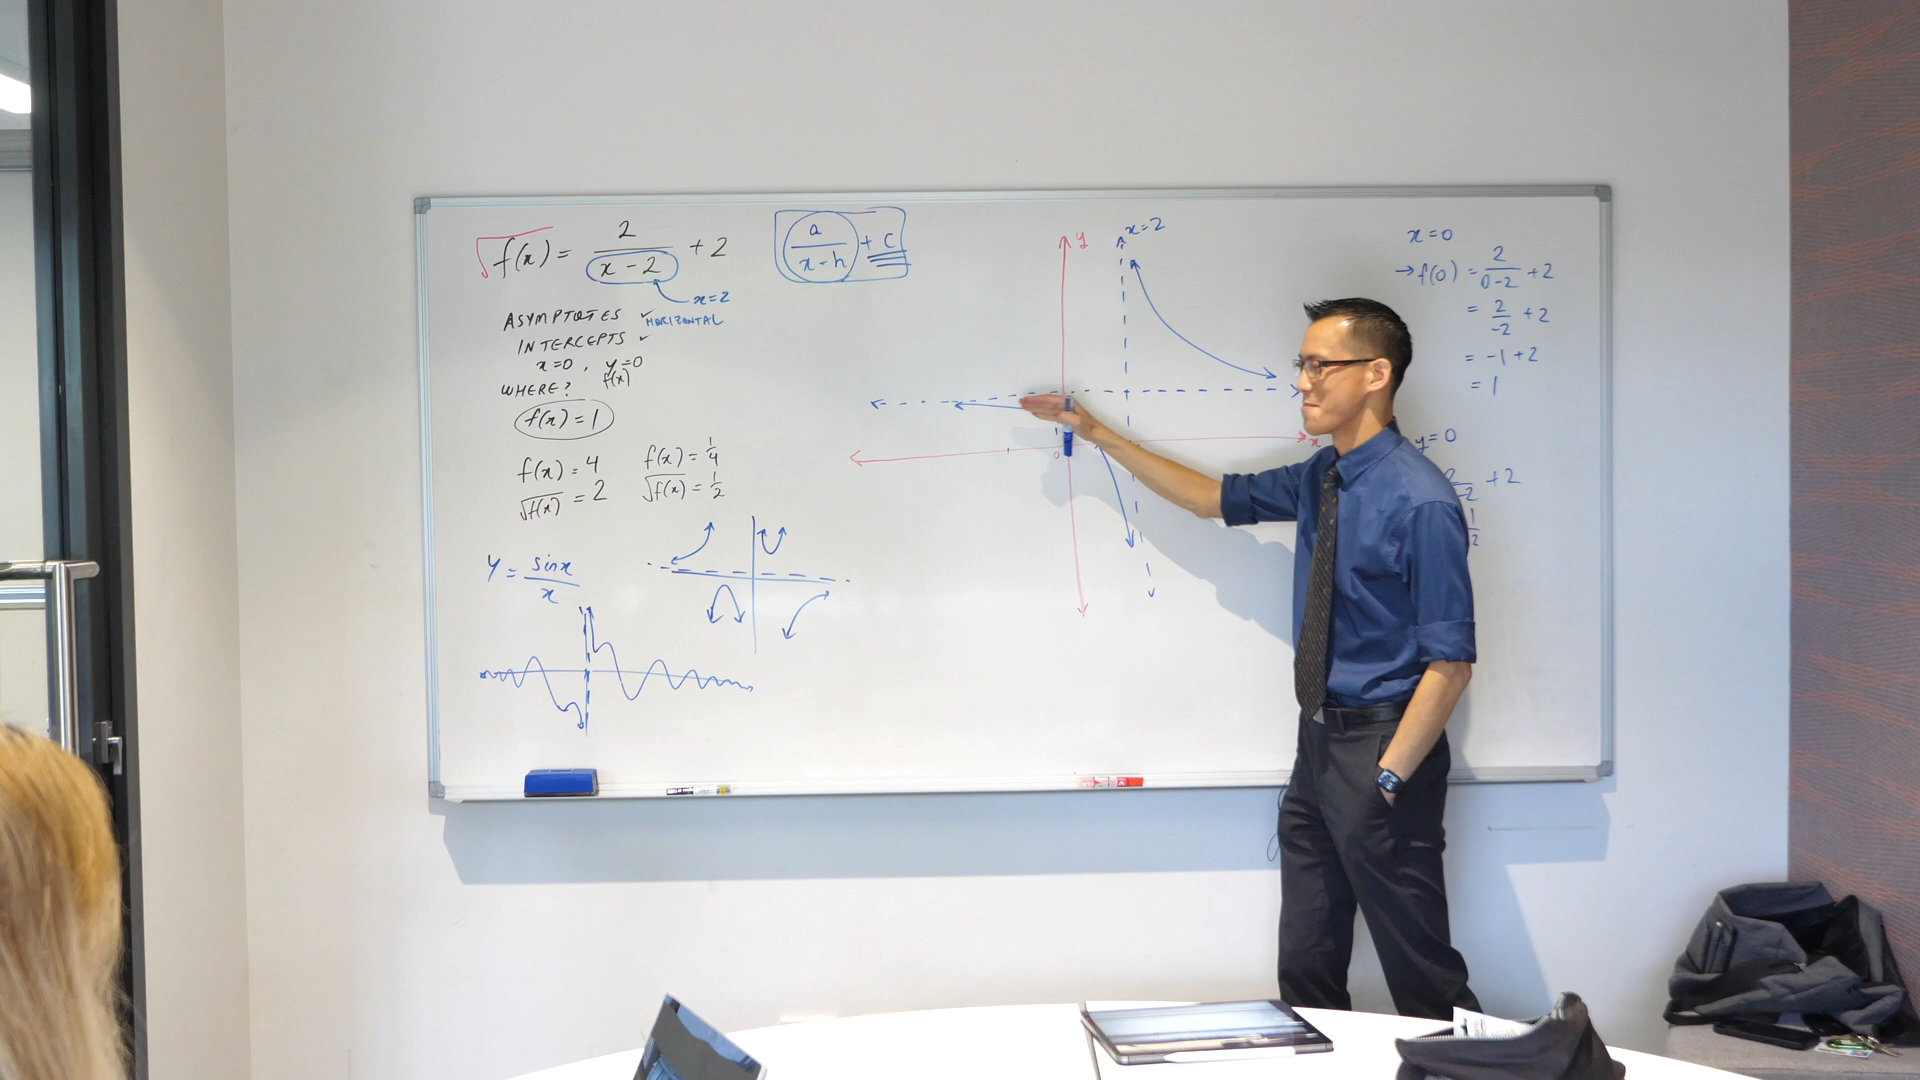 √f(x) = 2/(x-2) + 2
x=2
a/(x-h) + c
ASYMPTOTES ✓
HORIZONTAL
INTERCEPTS ✓
x=0, y=0
f(x)
WHERE?
f(x) = 1
f(x) = 4
√f(x) = 2
f(x) = 1/4
√f(x) = 1/2
y = sinx/x
y
x=2
x
0
x=0
→f(0) = 2/(0-2) + 2
= 2/-2 + 2
= -1+2
= 1
y=0
+2